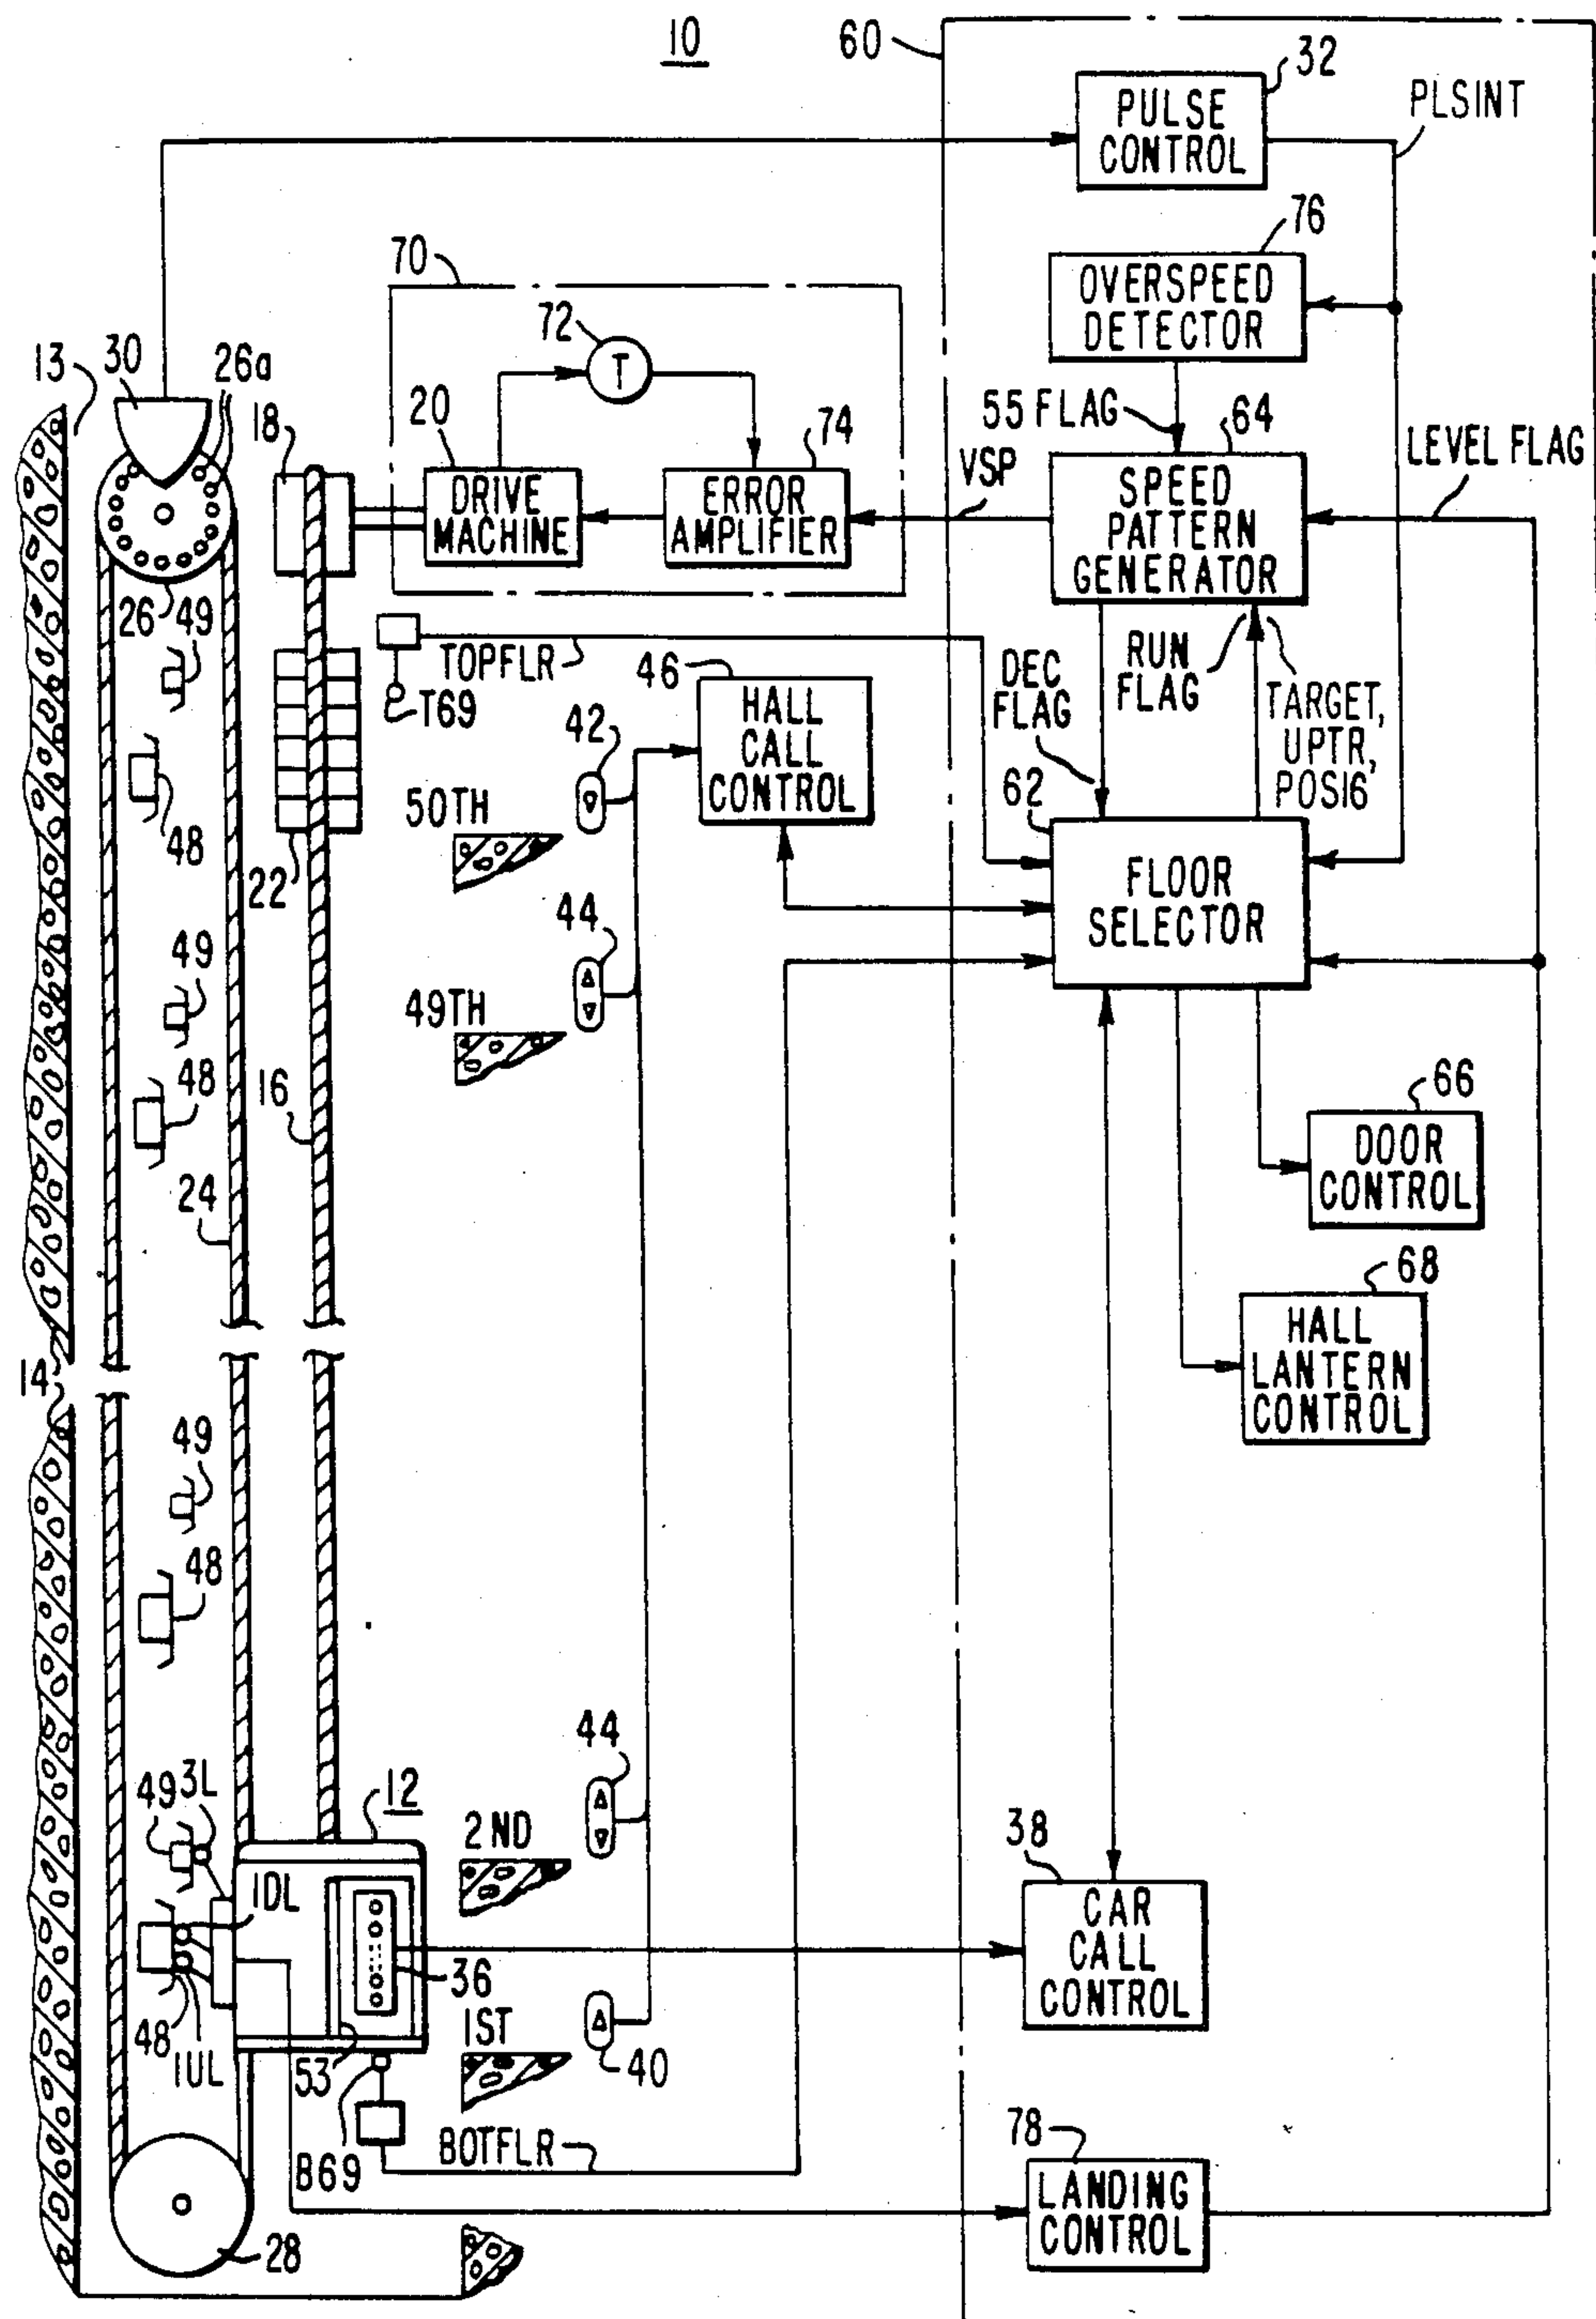 10
60
32
PULSE
CONTROL
PLSINT
76
OVERSPEED
DETECTOR
70
72
T
13
30
26a
18
20
74
55 FLAG
64
LEVEL FLAG
VSP
DRIVE
MACHINE
ERROR
AMPLIFIER
SPEED
PATTERN
GENERATOR
26
49
TOPFLR
T69
46
HALL
CALL
CONTROL
DEC
FLAG
RUN
FLAG
TARGET,
UPTR,
POS16
42
48
50TH
22
62
FLOOR
SELECTOR
44
49
49TH
48
16
24
66
DOOR
CONTROL
68
HALL
LANTERN
CONTROL
14
49
48
44
49
3L
12
2ND
1DL
38
CAR
CALL
CONTROL
36
48
1UL
53
1ST
40
B69
BOTFLR
78
LANDING
CONTROL
28